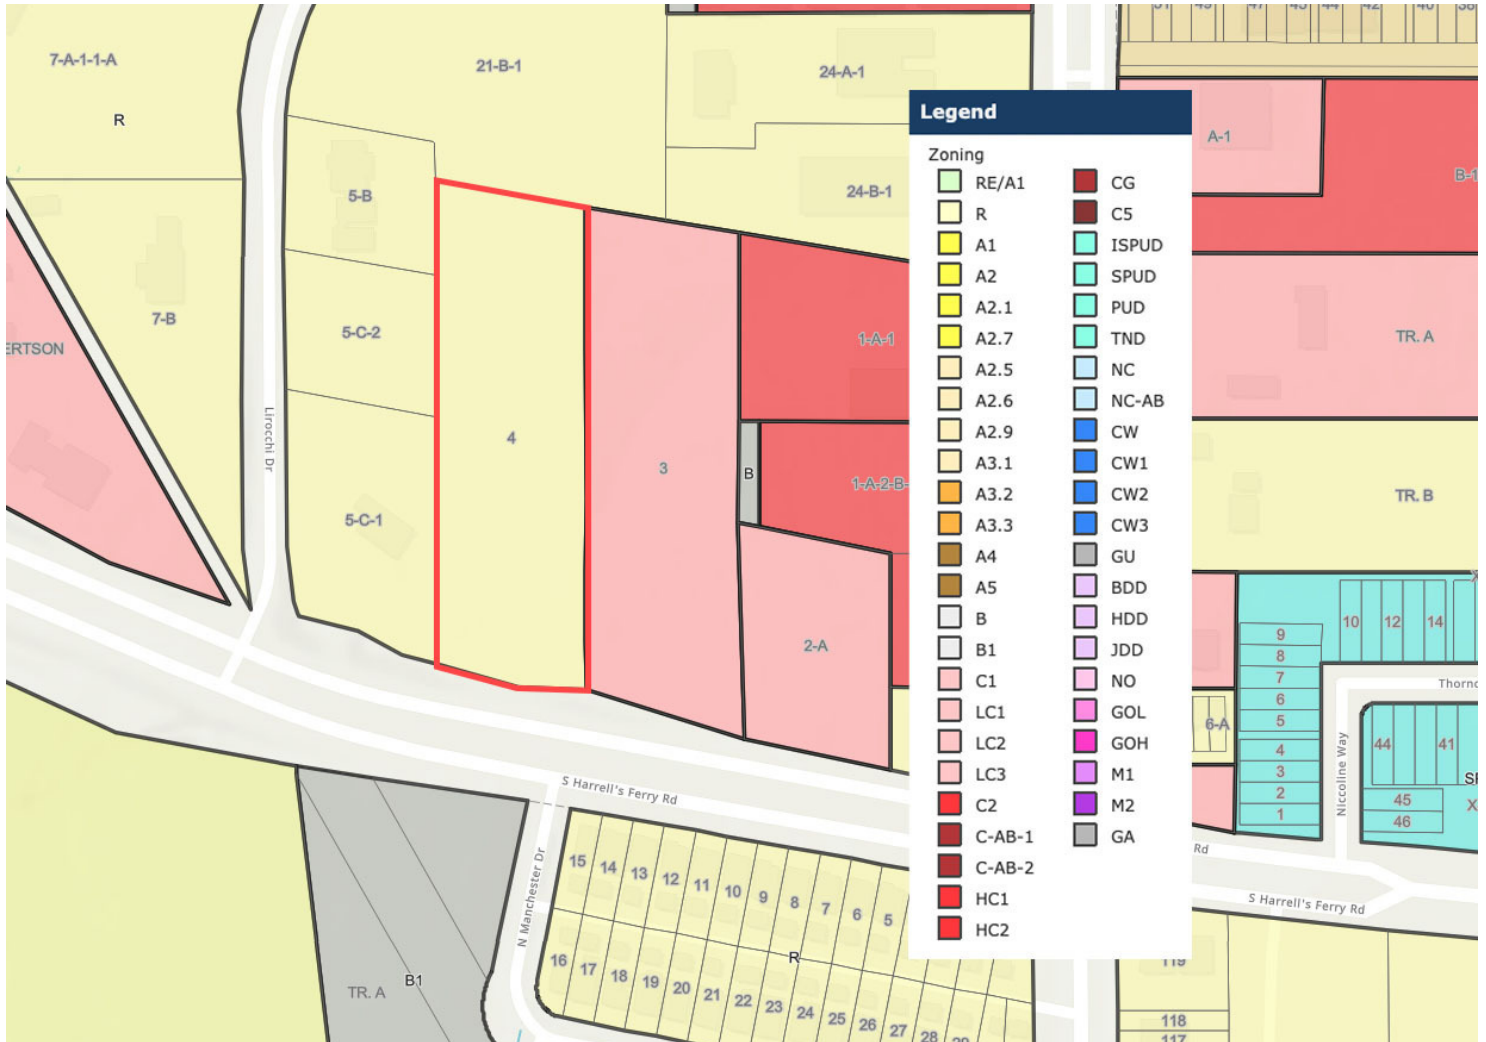 7-A-1-1-A
R
21-B-1
24-A-1
24-B-1
5-B
7-B
ERTSON
5-C-2
5-C-1
Lirocchi Dr
4
3
1-A-1
B
1-A-2-B-
2-A
Legend
Zoning
RE/A1
R
A1
A2
A2.1
A2.7
A2.5
A2.6
A2.9
A3.1
A3.2
A3.3
A4
A5
B
B1
C1
LC1
LC2
LC3
C2
C-AB-1
C-AB-2
HC1
HC2
CG
C5
ISPUD
SPUD
PUD
TND
NC
NC-AB
CW
CW1
CW2
CW3
GU
BDD
HDD
JDD
NO
GOL
GOH
M1
M2
GA
A-1
B-1
TR. A
TR. B
10
12
14
9
8
7
6
5
4
3
2
1
6-A
Thornd
Niccoline Way
44
41
45
46
SP
X
Rd
S Harrell's Ferry Rd
S Harrell's Ferry Rd
N Manchester Dr
15
14
13
12
11
10
9
8
7
6
5
R
16
17
18
19
20
21
22
23
24
25
26
27
28
29
TR. A
B1
119
118
117